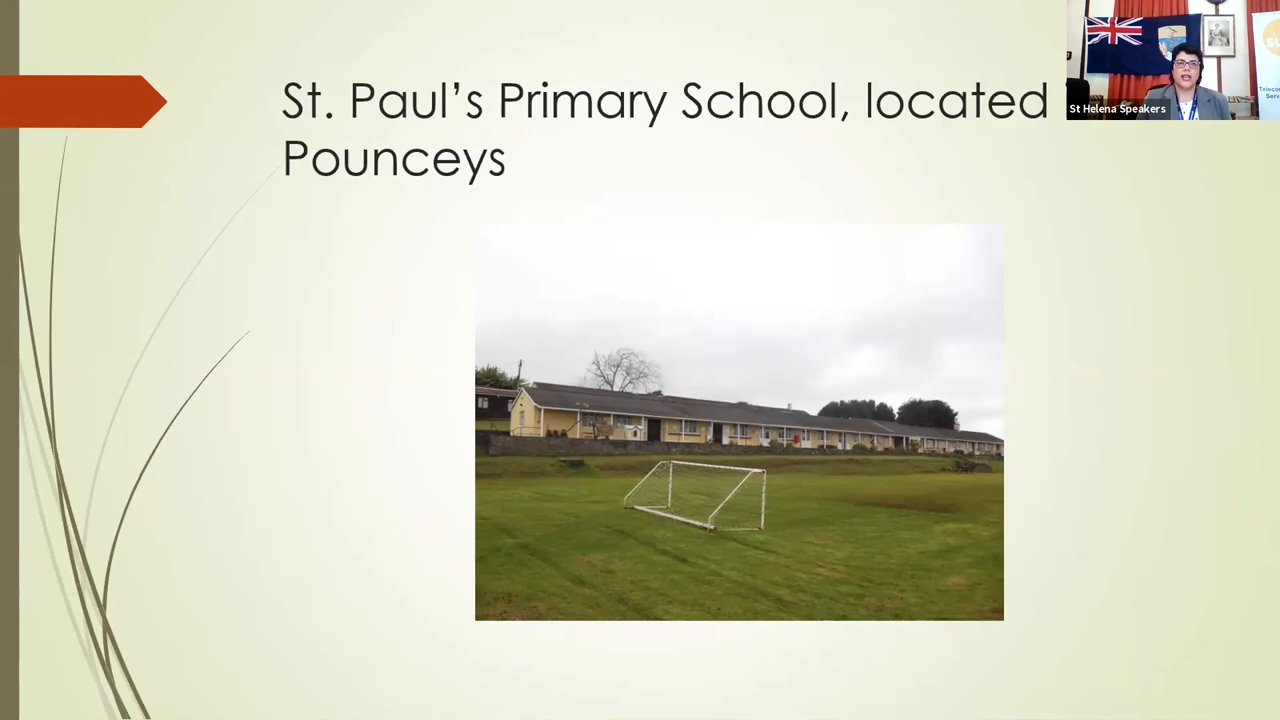 St. Paul’s Primary School, located
Pounceys
St Helena Speakers